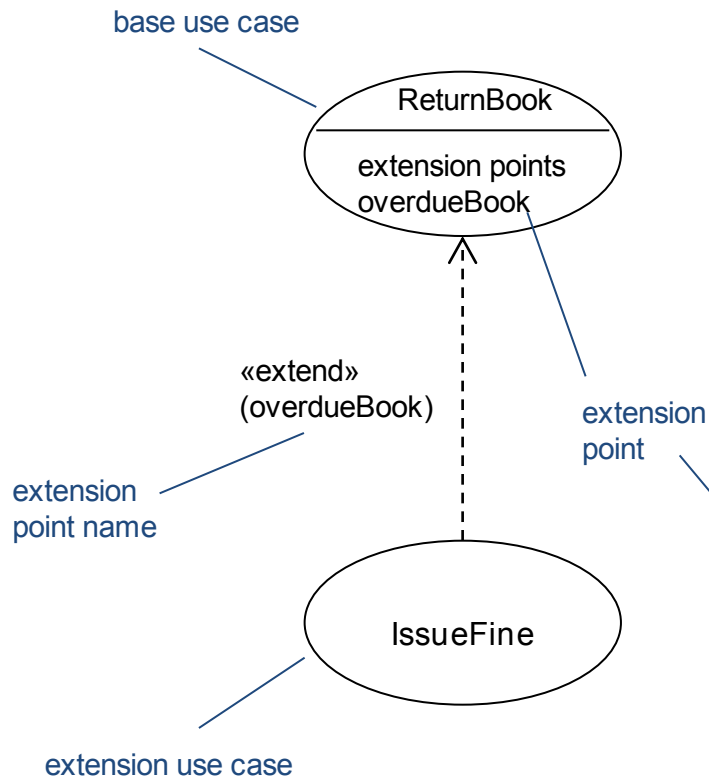 base use case
ReturnBook
extension points
overdueBook
«extend»
(overdueBook)
extension
point
extension
point name
IssueFine
extension use case